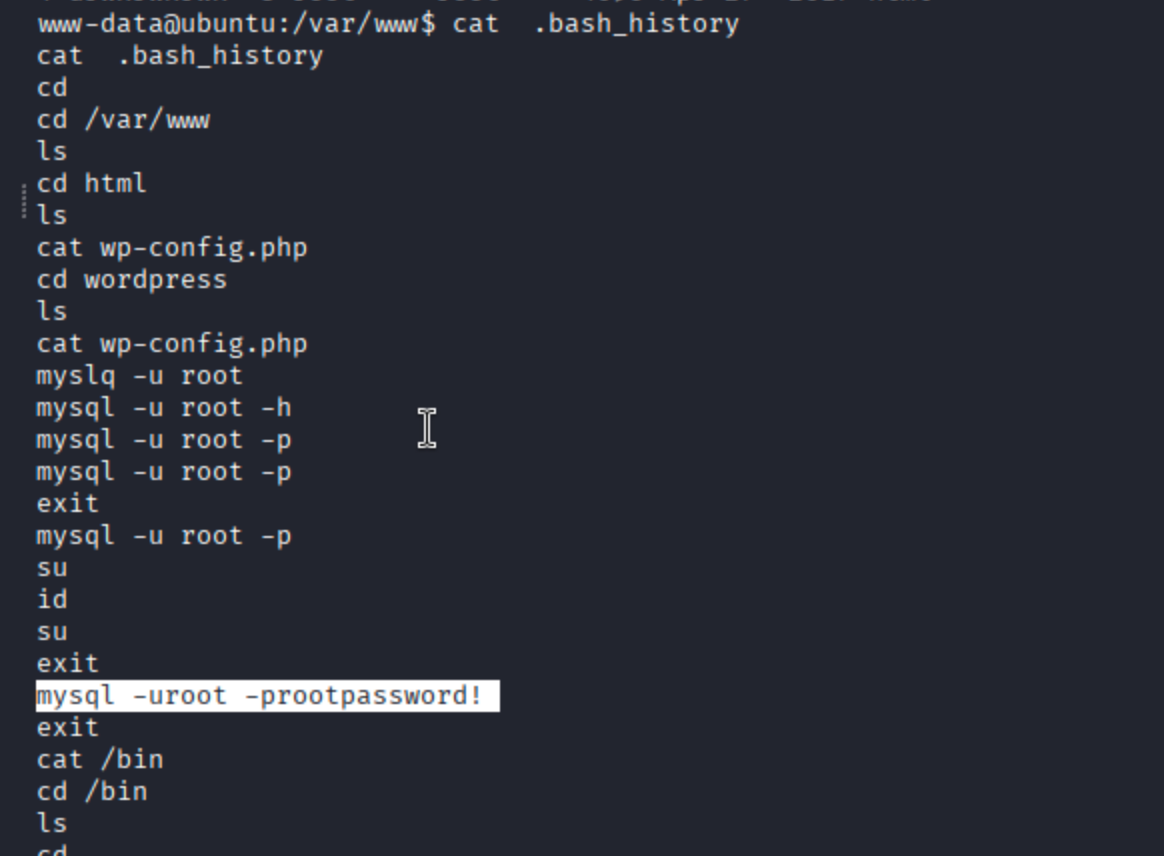 www-data@ubuntu:/var/www$ cat  .bash_history
cat  .bash_history
cd
cd /var/www
ls
cd html
ls
cat wp-config.php
cd wordpress
ls
cat wp-config.php
myslq -u root
mysql -u root -h
mysql -u root -p
mysql -u root -p
exit
mysql -u root -p
su
id
su
exit
mysql -uroot -prootpassword!
exit
cat /bin
cd /bin
ls
cd